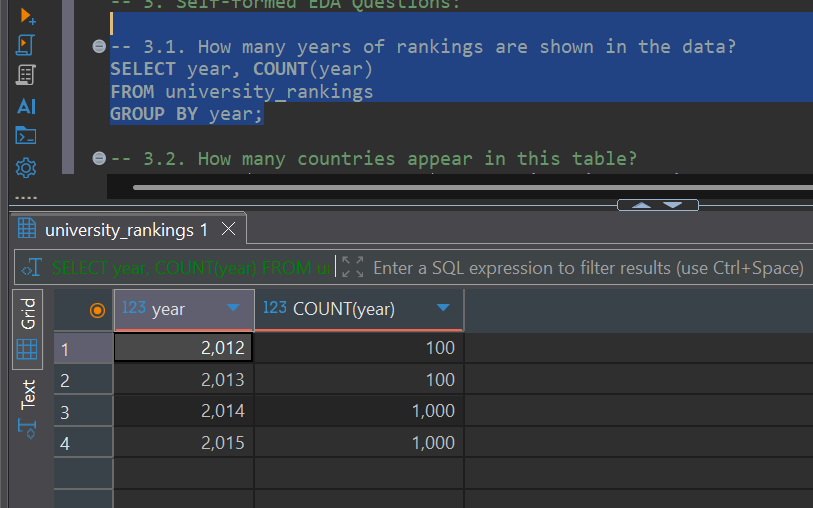 -- 3. Self-formed EDA Questions:
-- 3.1. How many years of rankings are shown in the data?
SELECT year, COUNT(year)
FROM university_rankings
GROUP BY year;
-- 3.2. How many countries appear in this table?
AI
university_rankings 1
SELECT year, COUNT(year) FROM un
Enter a SQL expression to filter results (use Ctrl+Space)
Grid
Text
123 year 123 COUNT(year)
1 2,012 100
2 2,013 100
3 2,014 1,000
4 2,015 1,000